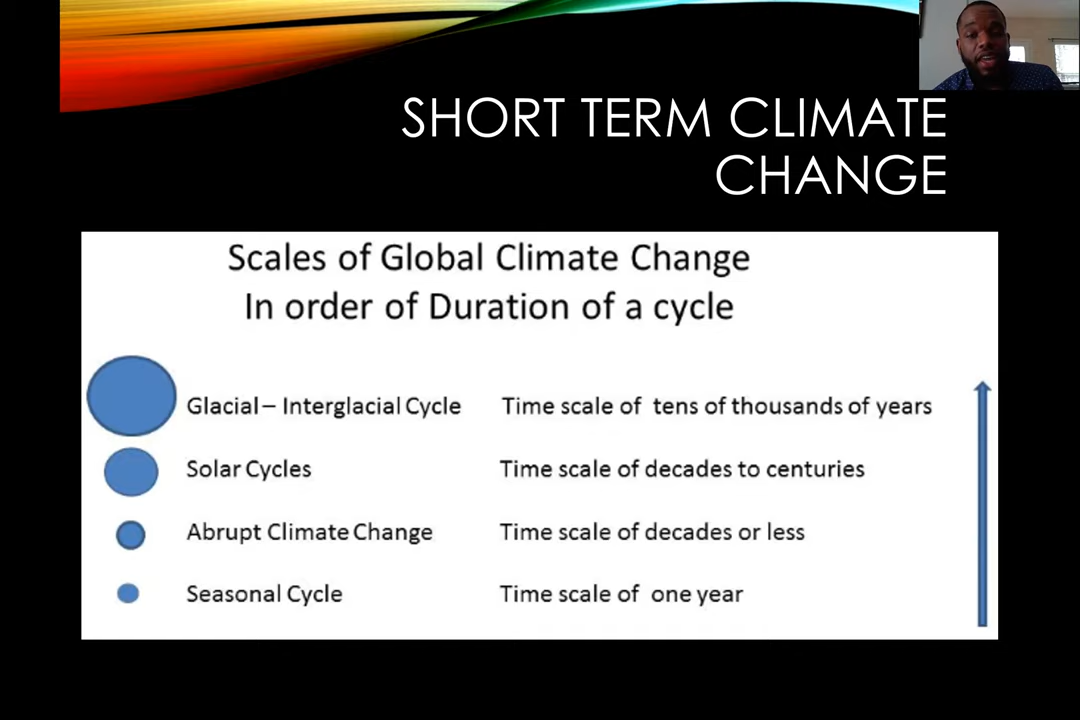 SHORT TERM CLIMATE
CHANGE
Scales of Global Climate Change
In order of Duration of a cycle
Glacial – Interglacial Cycle Time scale of tens of thousands of years
Solar Cycles Time scale of decades to centuries
Abrupt Climate Change Time scale of decades or less
Seasonal Cycle Time scale of one year